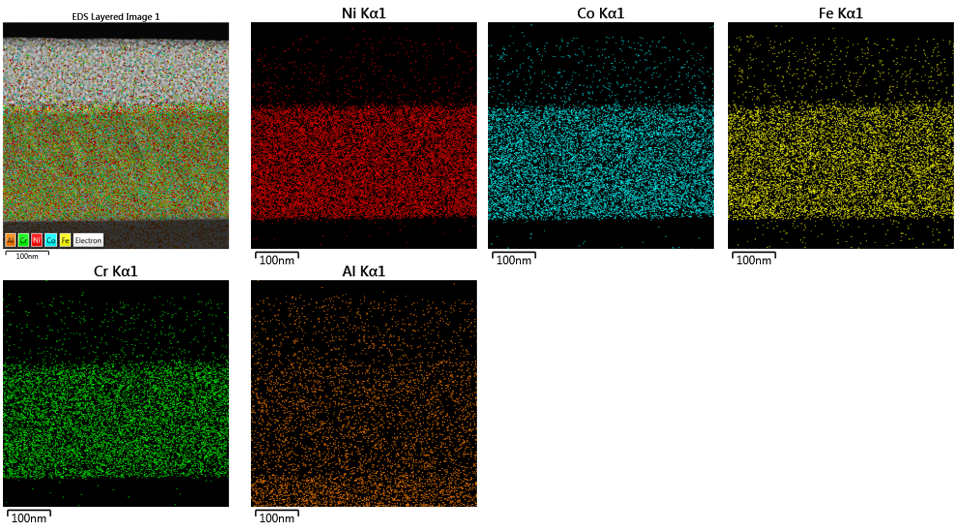 EDS Layered Image 1
Ni Kα1
Co Kα1
Fe Kα1
Al Cr Ni Co Fe Electron
100nm
100nm
100nm
100nm
Cr Kα1
Al Kα1
100nm
100nm